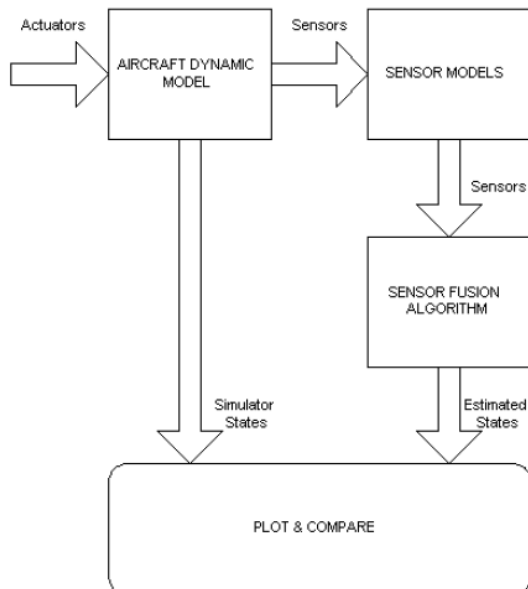 Actuators
Sensors
AIRCRAFT DYNAMIC
MODEL
SENSOR MODELS
Sensors
SENSOR FUSION
ALGORITHM
Simulator
States
Estimated
States
PLOT & COMPARE